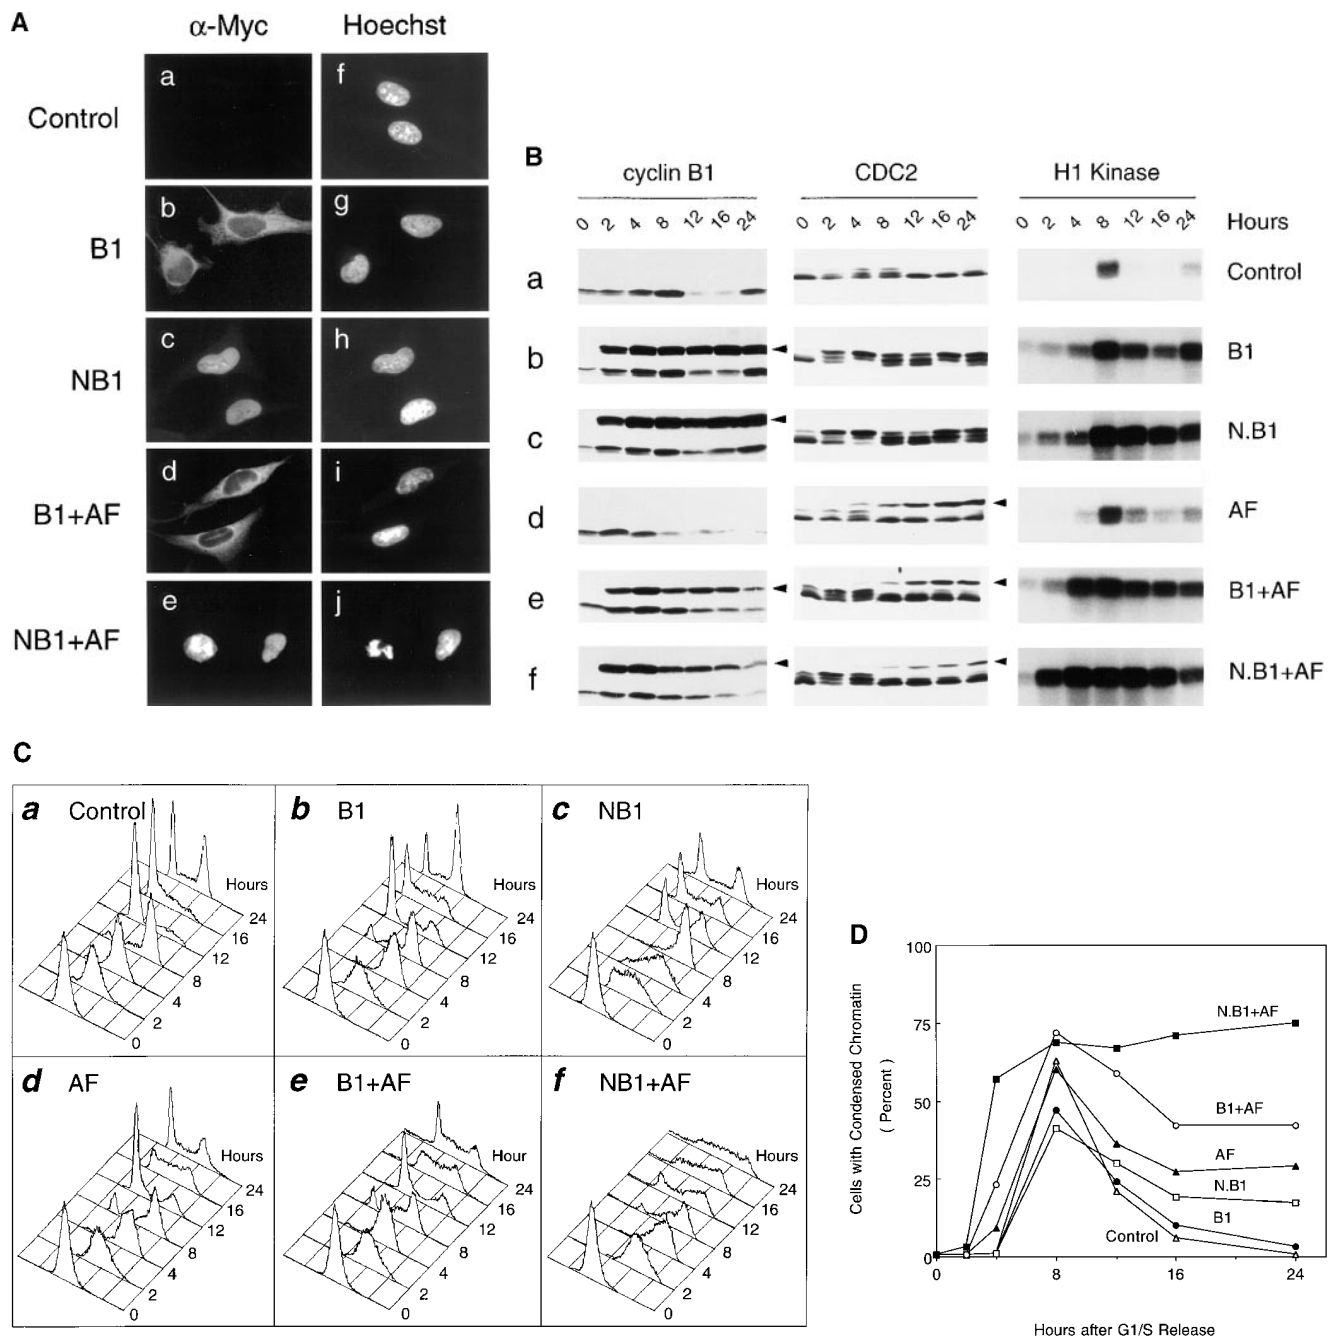 A
α-Myc Hoechst
Control
a f
B1
b g
NB1
c h
B1+AF
d i
NB1+AF
e j
B
cyclin B1 CDC2 H1 Kinase
0 2 4 8 12 16 24 0 2 4 8 12 16 24 0 2 4 8 12 16 24 Hours
a Control
b B1
c N.B1
d AF
e B1+AF
f N.B1+AF
C
a Control
Hours
24
16
12
8
4
2
0
b B1
Hours
24
16
12
8
4
2
0
c NB1
Hours
24
16
12
8
4
2
0
d AF
Hours
24
16
12
8
4
2
0
e B1+AF
Hour
24
16
12
8
4
2
0
f NB1+AF
Hours
24
16
12
8
4
2
0
D
Cells with Condensed Chromatin
( Percent )
100
75
50
25
0
N.B1+AF
B1+AF
AF
N.B1
B1
Control
0 8 16 24
Hours after G1/S Release